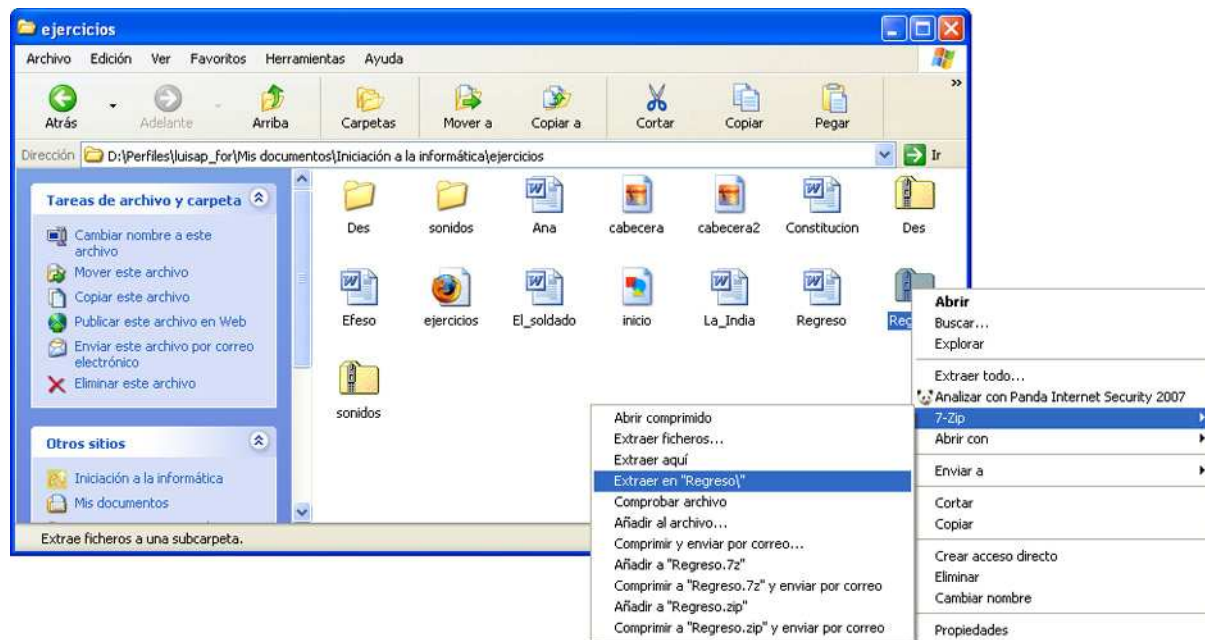 ejercicios
Archivo Edición Ver Favoritos Herramientas Ayuda
»
Atrás Adelante Arriba Carpetas Mover a Copiar a Cortar Copiar Pegar
Dirección D:\Perfiles\luisap_for\Mis documentos\Iniciación a la informática\ejercicios Ir
Tareas de archivo y carpeta
Cambiar nombre a este
archivo
Mover este archivo
Copiar este archivo
Publicar este archivo en Web
Enviar este archivo por correo
electrónico
Eliminar este archivo
Otros sitios
Iniciación a la informática
Mis documentos
Des sonidos Ana cabecera cabecera2 Constitucion Des
Efeso ejercicios El_soldado inicio La_India Regreso Reg
sonidos
Extrae ficheros a una subcarpeta.
Abrir
Buscar...
Explorar
Extraer todo...
Analizar con Panda Internet Security 2007
7-Zip
Abrir con
Enviar a
Cortar
Copiar
Crear acceso directo
Eliminar
Cambiar nombre
Propiedades
Abrir comprimido
Extraer ficheros...
Extraer aquí
Extraer en "Regreso\"
Comprobar archivo
Añadir al archivo...
Comprimir y enviar por correo...
Añadir a "Regreso.7z"
Comprimir a "Regreso.7z" y enviar por correo
Añadir a "Regreso.zip"
Comprimir a "Regreso.zip" y enviar por correo